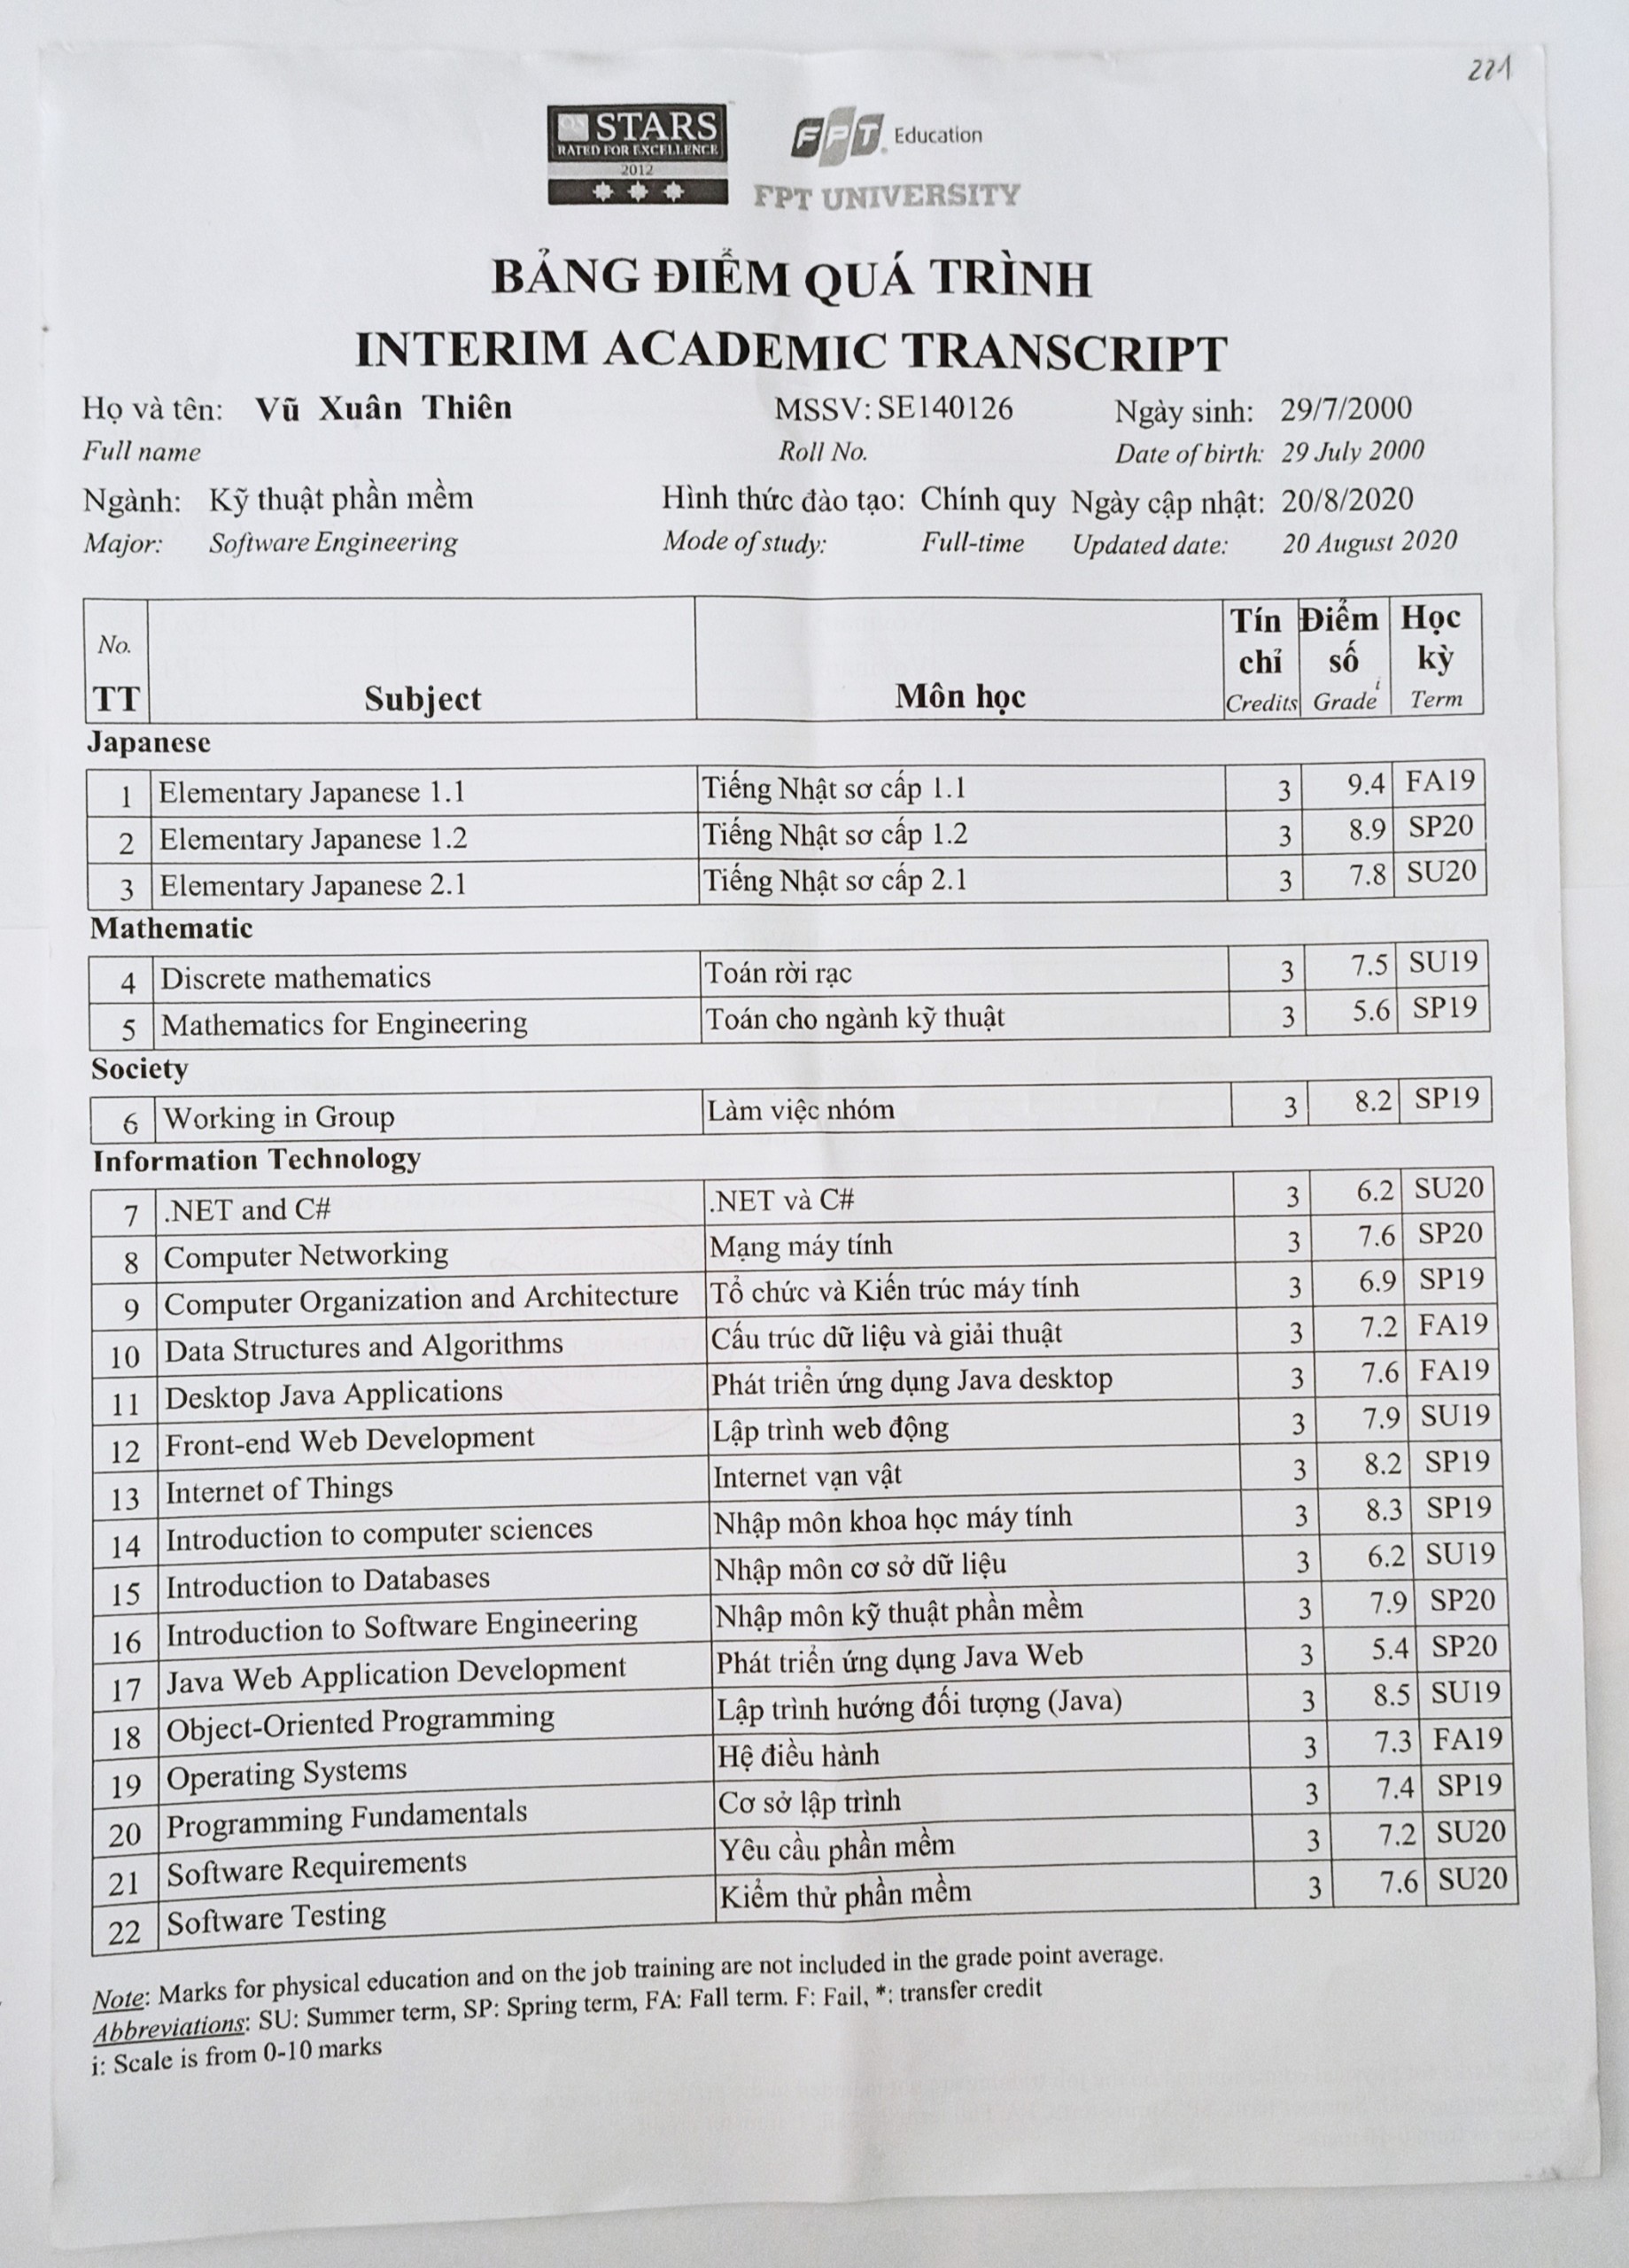 221
QS STARS
RATED FOR EXCELLENCE
2012
FPT Education
FPT UNIVERSITY
BẢNG ĐIỂM QUÁ TRÌNH
INTERIM ACADEMIC TRANSCRIPT
Họ và tên: Vũ Xuân Thiên MSSV: SE140126 Ngày sinh: 29/7/2000
Full name Roll No. Date of birth: 29 July 2000
Ngành: Kỹ thuật phần mềm Hình thức đào tạo: Chính quy Ngày cập nhật: 20/8/2020
Major: Software Engineering Mode of study: Full-time Updated date: 20 August 2020
No. TT Subject Môn học Tín chỉ Credits Điểm số Grade i Học kỳ Term
Japanese
1 Elementary Japanese 1.1 Tiếng Nhật sơ cấp 1.1 3 9.4 FA19
2 Elementary Japanese 1.2 Tiếng Nhật sơ cấp 1.2 3 8.9 SP20
3 Elementary Japanese 2.1 Tiếng Nhật sơ cấp 2.1 3 7.8 SU20
Mathematic
4 Discrete mathematics Toán rời rạc 3 7.5 SU19
5 Mathematics for Engineering Toán cho ngành kỹ thuật 3 5.6 SP19
Society
6 Working in Group Làm việc nhóm 3 8.2 SP19
Information Technology
7 .NET and C# .NET và C# 3 6.2 SU20
8 Computer Networking Mạng máy tính 3 7.6 SP20
9 Computer Organization and Architecture Tổ chức và Kiến trúc máy tính 3 6.9 SP19
10 Data Structures and Algorithms Cấu trúc dữ liệu và giải thuật 3 7.2 FA19
11 Desktop Java Applications Phát triển ứng dụng Java desktop 3 7.6 FA19
12 Front-end Web Development Lập trình web động 3 7.9 SU19
13 Internet of Things Internet vạn vật 3 8.2 SP19
14 Introduction to computer sciences Nhập môn khoa học máy tính 3 8.3 SP19
15 Introduction to Databases Nhập môn cơ sở dữ liệu 3 6.2 SU19
16 Introduction to Software Engineering Nhập môn kỹ thuật phần mềm 3 7.9 SP20
17 Java Web Application Development Phát triển ứng dụng Java Web 3 5.4 SP20
18 Object-Oriented Programming Lập trình hướng đối tượng (Java) 3 8.5 SU19
19 Operating Systems Hệ điều hành 3 7.3 FA19
20 Programming Fundamentals Cơ sở lập trình 3 7.4 SP19
21 Software Requirements Yêu cầu phần mềm 3 7.2 SU20
22 Software Testing Kiểm thử phần mềm 3 7.6 SU20
Note: Marks for physical education and on the job training are not included in the grade point average.
Abbreviations: SU: Summer term, SP: Spring term, FA: Fall term. F: Fail, *: transfer credit
i: Scale is from 0-10 marks